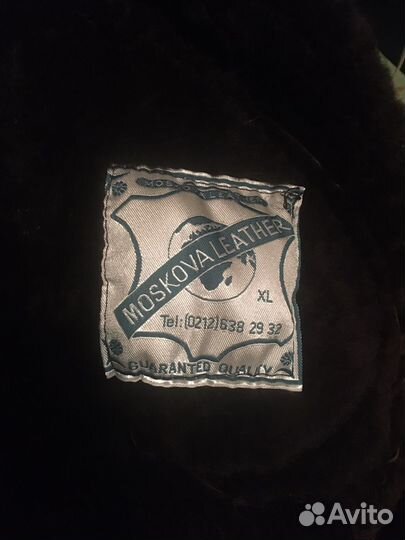 MOSKOVA LEATHER
XL
Tel:(0212)638 29 32
GUARANTED QUALITY
Avito